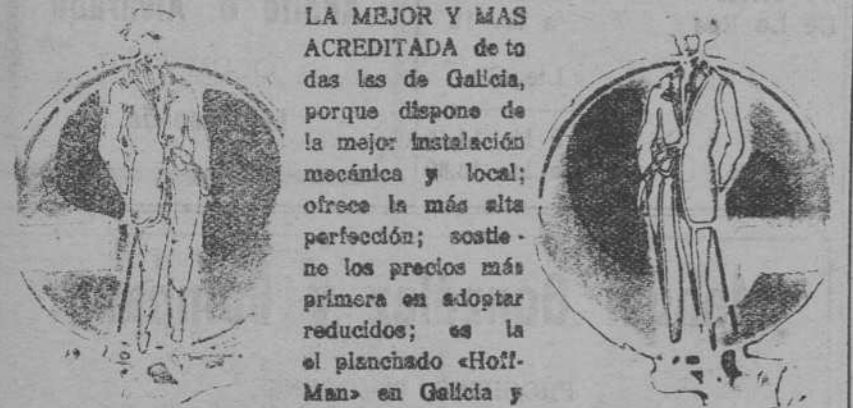 LA MEJOR Y MAS
ACREDITADA de to
das las de Galicia,
porque dispone de
la mejor instalación
mecánica y local;
ofrece la más alta
perfección; sostie-
ne los precios más
primera en adoptar
reducidos; es la
el planchado «Hoff-
Man» en Galicia y